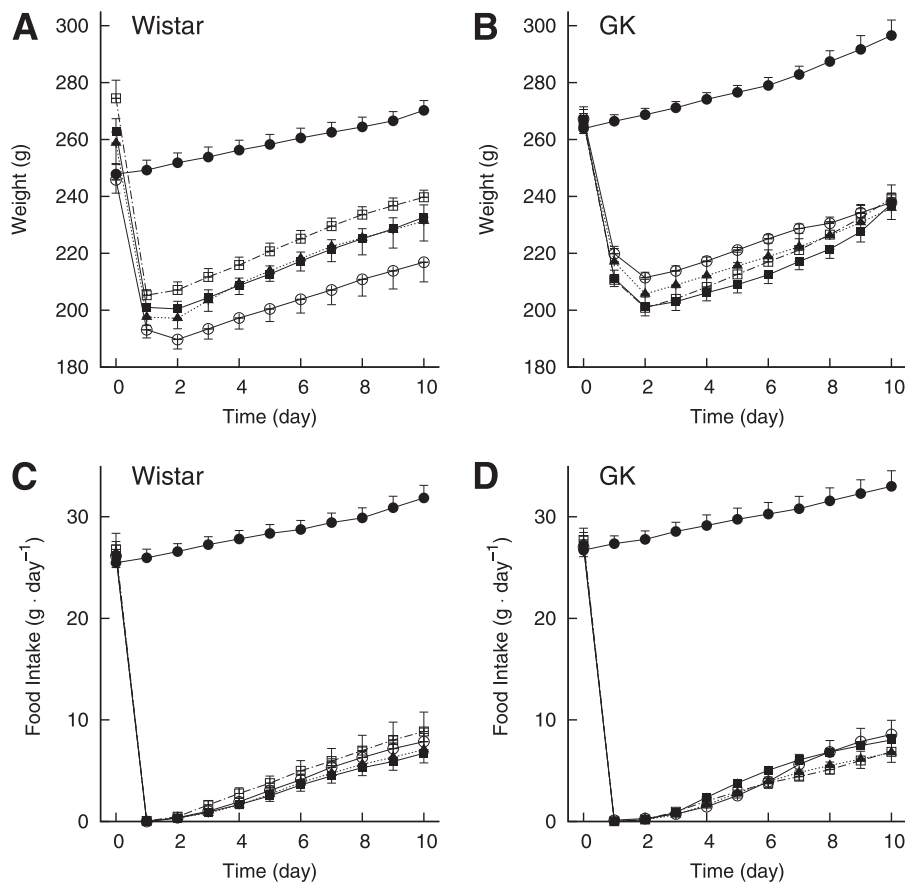 A Wistar
B GK
300
280
260
240
220
200
180
Weight (g)
0 2 4 6 8 10
Time (day)
300
280
260
240
220
200
180
Weight (g)
0 2 4 6 8 10
Time (day)
C Wistar
D GK
30
20
10
0
Food Intake (g · day⁻¹)
0 2 4 6 8 10
Time (day)
30
20
10
0
Food Intake (g · day⁻¹)
0 2 4 6 8 10
Time (day)